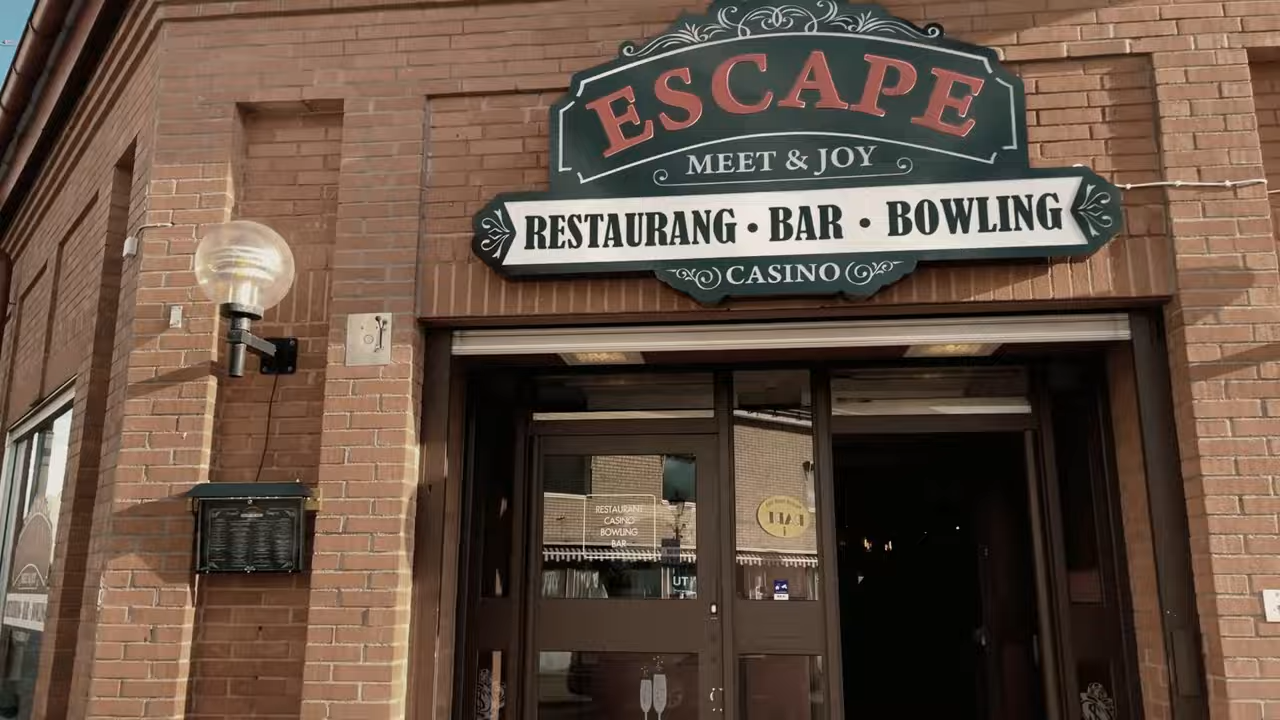 ESCAPE
MEET & JOY
RESTAURANG • BAR • BOWLING
CASINO
RESTAURANT
CASINO
BOWLING
BAR
UT